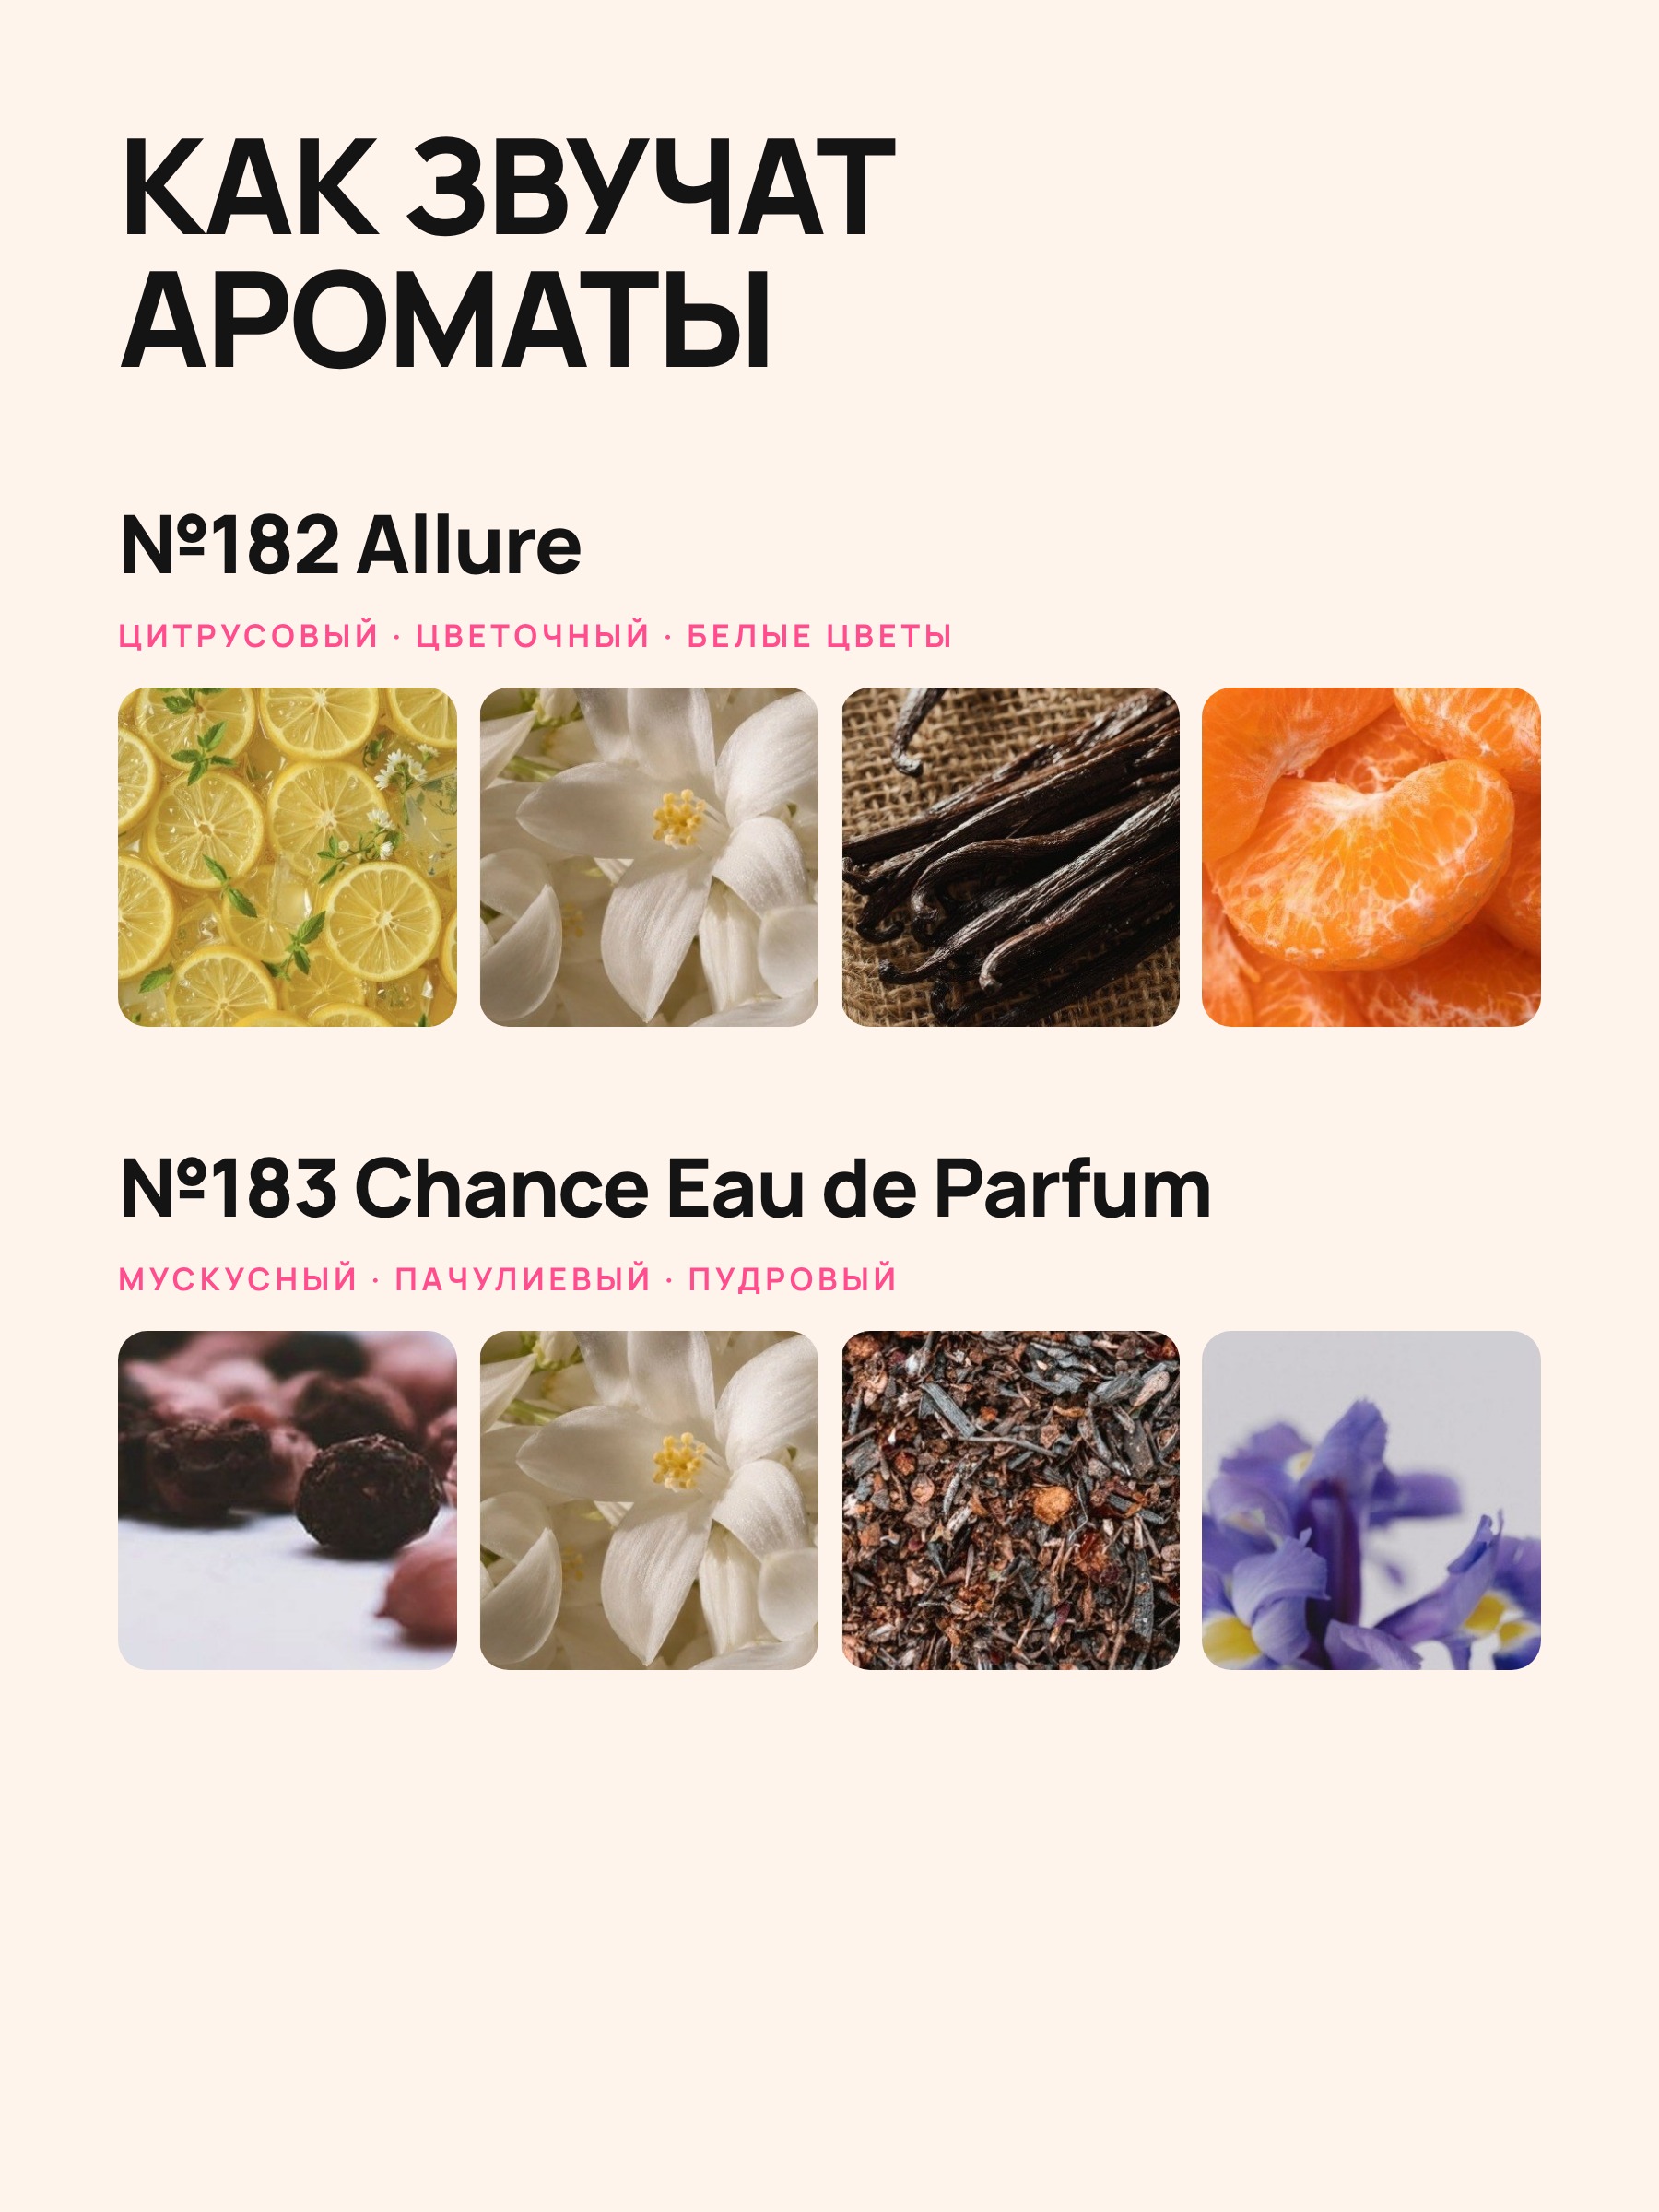 КАК ЗВУЧАТ
АРОМАТЫ
№182 Allure
ЦИТРУСОВЫЙ · ЦВЕТОЧНЫЙ · БЕЛЫЕ ЦВЕТЫ
№183 Chance Eau de Parfum
МУСКУСНЫЙ · ПАЧУЛИЕВЫЙ · ПУДРОВЫЙ